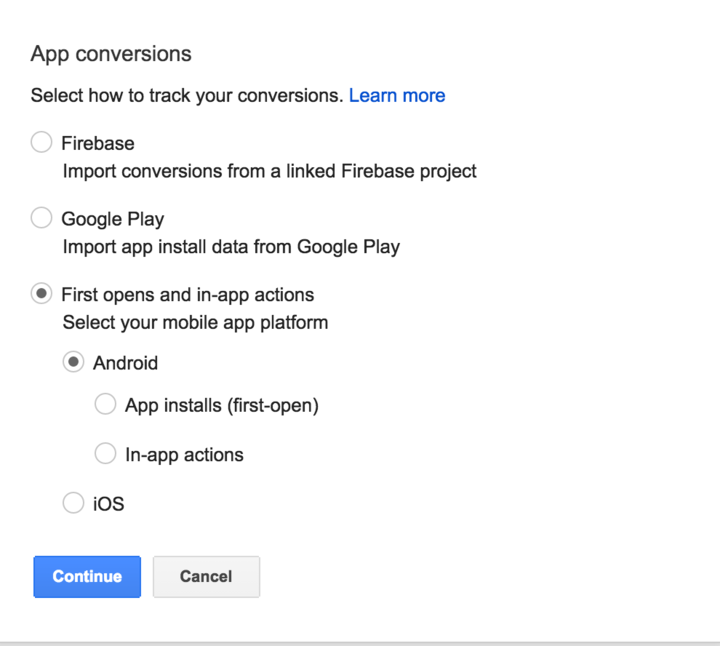 App conversions
Select how to track your conversions. Learn more
Firebase
Import conversions from a linked Firebase project
Google Play
Import app install data from Google Play
First opens and in-app actions
Select your mobile app platform
Android
App installs (first-open)
In-app actions
iOS
Continue Cancel